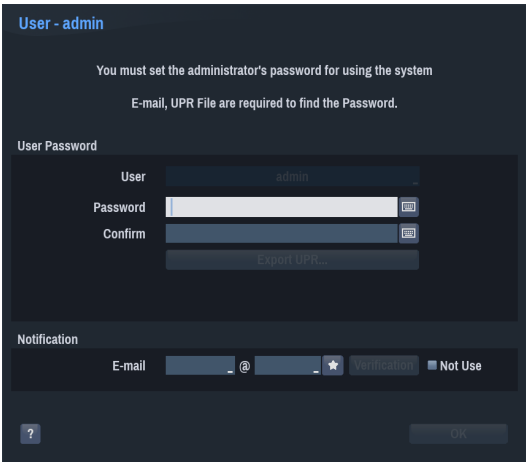 User - admin
You must set the administrator's password for using the system
E-mail, UPR File are required to find the Password.
User Password
User admin
Password
Confirm
Export UPR...
Notification
E-mail @ Verification Not Use
? OK